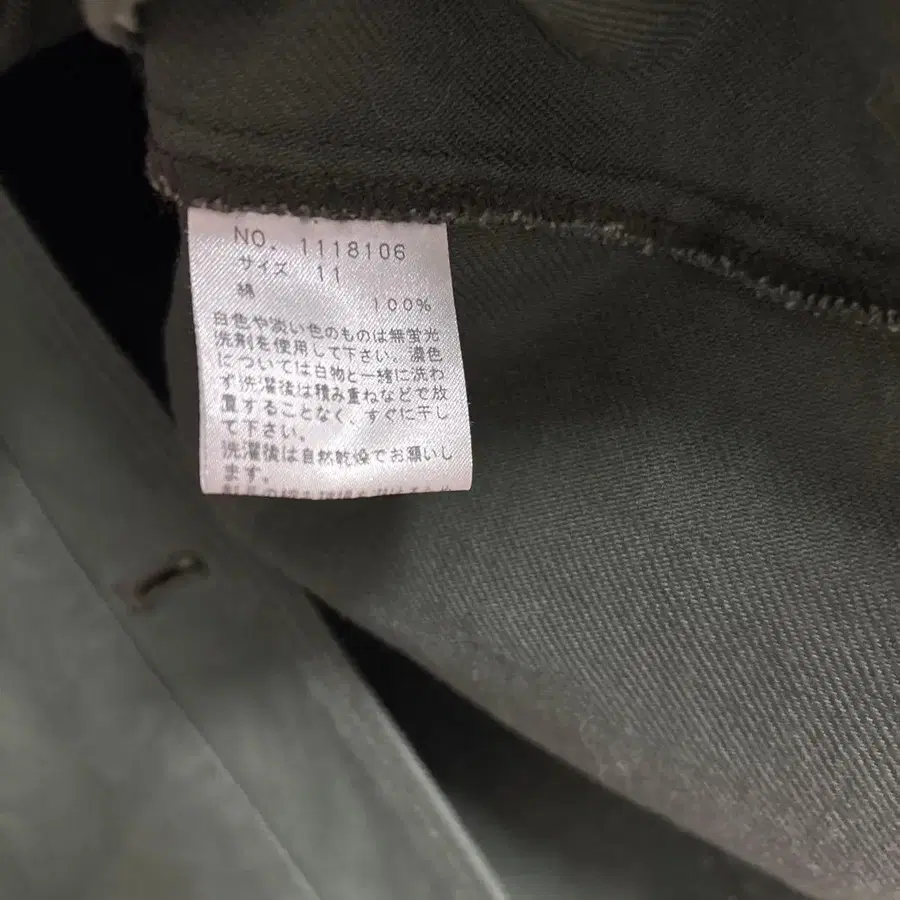 NO. 1118106
サイズ 11
綿 100%
白色や淡い色のものは無蛍光
洗剤を使用して下さい。濃色
については白物と一緒に洗わ
ず洗濯後は積み重ねなどで放
置することなく、すぐに干し
て下さい。
洗濯後は自然乾燥でお願いし
ます。